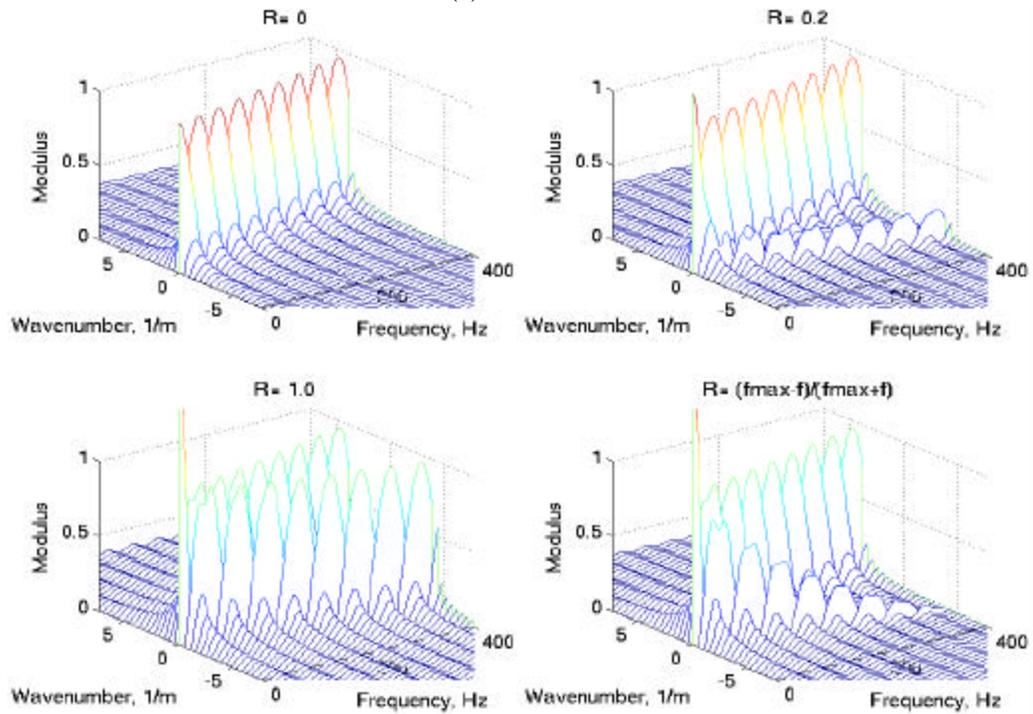 R= 0
1
0.5
0
Modulus
5
0
-5
Wavenumber, 1/m
0
400
Frequency, Hz
R= 0.2
1
0.5
0
Modulus
5
0
-5
Wavenumber, 1/m
0
400
Frequency, Hz
R= 1.0
1
0.5
0
Modulus
5
0
-5
Wavenumber, 1/m
0
400
Frequency, Hz
R= (fmax-f)/(fmax+f)
1
0.5
0
Modulus
5
0
-5
Wavenumber, 1/m
0
400
Frequency, Hz